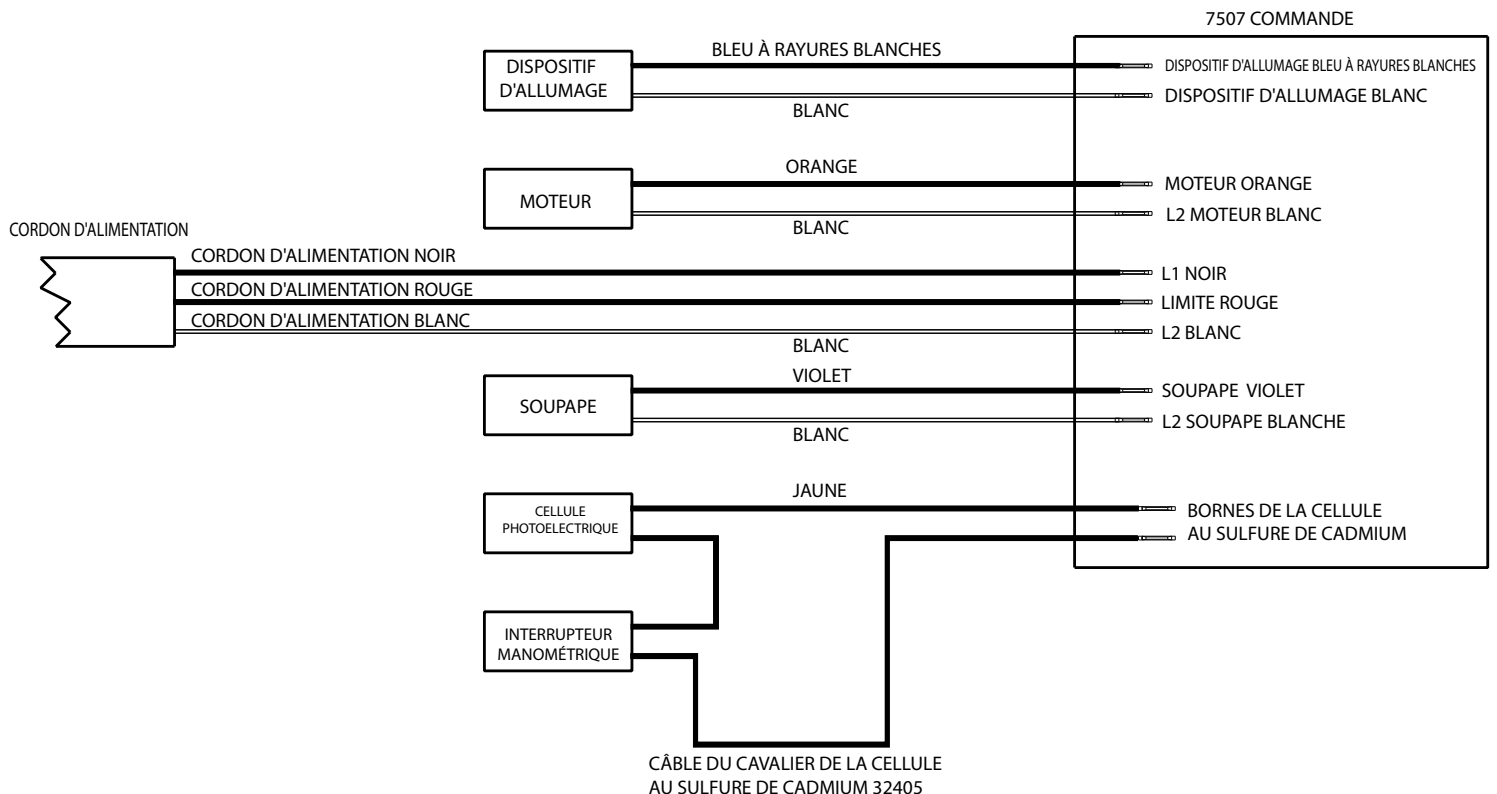 7507 COMMANDE
DISPOSITIF
D'ALLUMAGE
BLEU À RAYURES BLANCHES
BLANC
DISPOSITIF D'ALLUMAGE BLEU À RAYURES BLANCHES
DISPOSITIF D'ALLUMAGE BLANC
MOTEUR
ORANGE
BLANC
MOTEUR ORANGE
L2 MOTEUR BLANC
CORDON D'ALIMENTATION
CORDON D'ALIMENTATION NOIR
CORDON D'ALIMENTATION ROUGE
CORDON D'ALIMENTATION BLANC
BLANC
L1 NOIR
LIMITE ROUGE
L2 BLANC
SOUPAPE
VIOLET
BLANC
SOUPAPE VIOLET
L2 SOUPAPE BLANCHE
CELLULE
PHOTOELECTRIQUE
JAUNE
BORNES DE LA CELLULE
AU SULFURE DE CADMIUM
INTERRUPTEUR
MANOMÉTRIQUE
CÂBLE DU CAVALIER DE LA CELLULE
AU SULFURE DE CADMIUM 32405